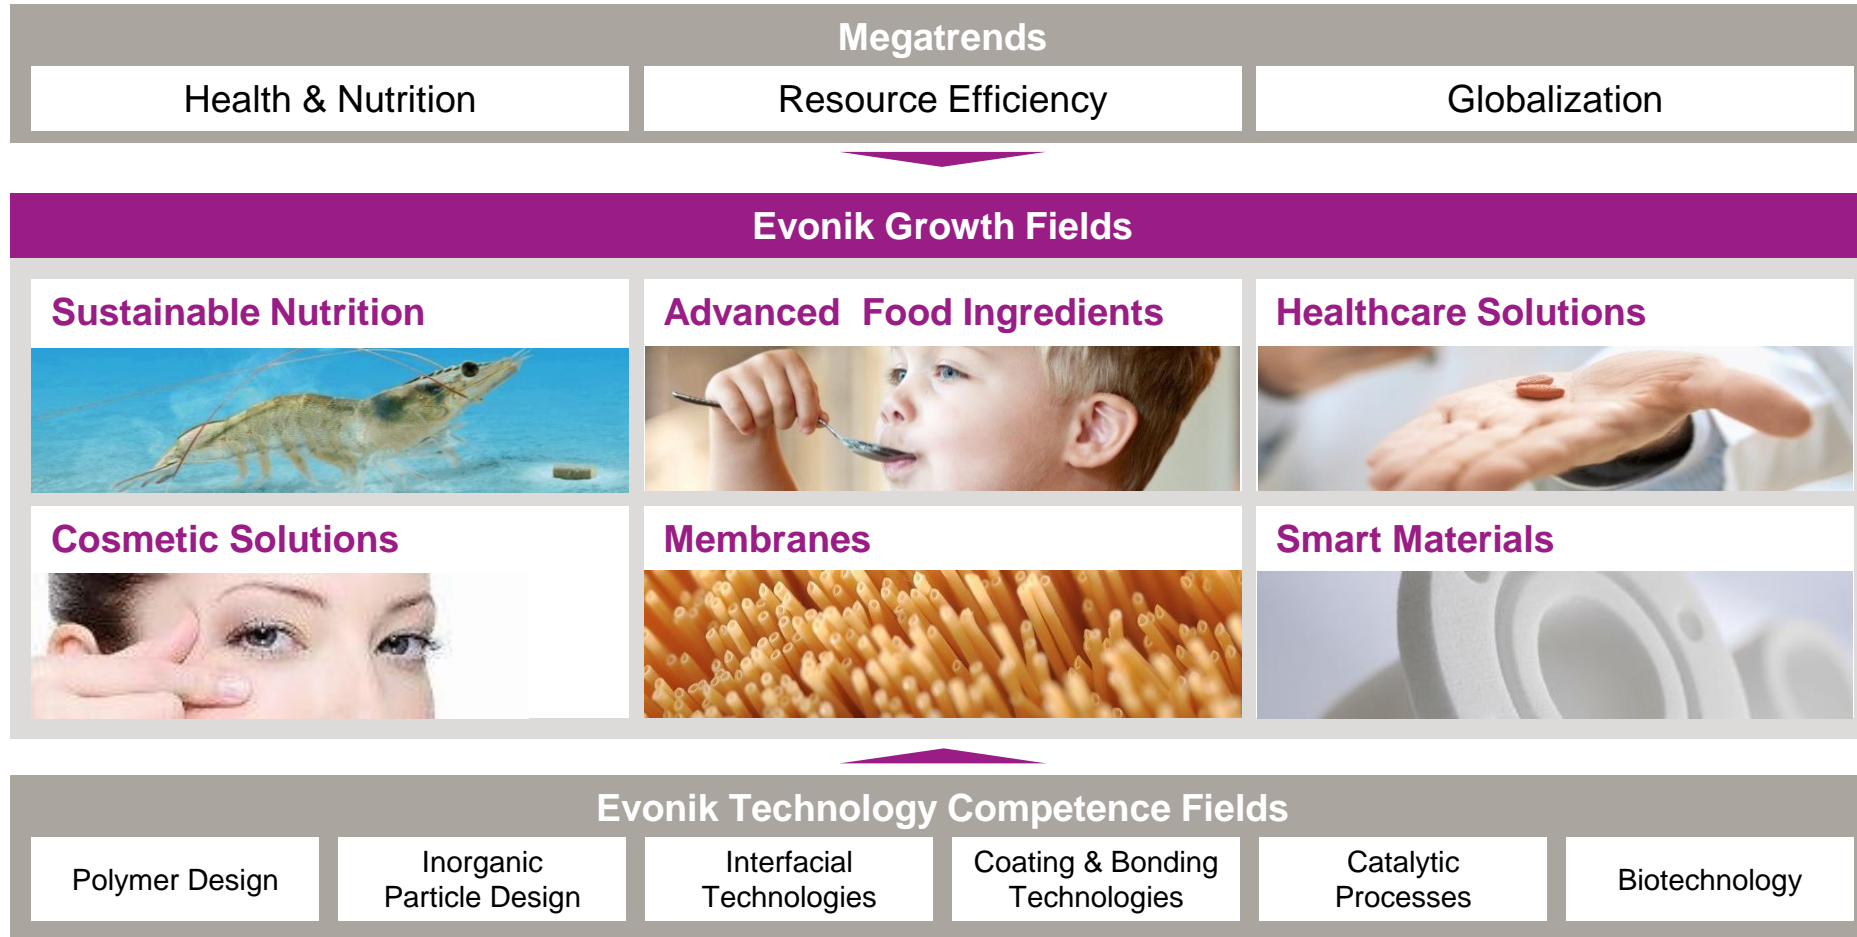 Megatrends
Health & Nutrition
Resource Efficiency
Globalization
Evonik Growth Fields
Sustainable Nutrition
Advanced  Food Ingredients
Healthcare Solutions
Cosmetic Solutions
Membranes
Smart Materials
Evonik Technology Competence Fields
Polymer Design
Inorganic
Particle Design
Interfacial
Technologies
Coating & Bonding
Technologies
Catalytic
Processes
Biotechnology